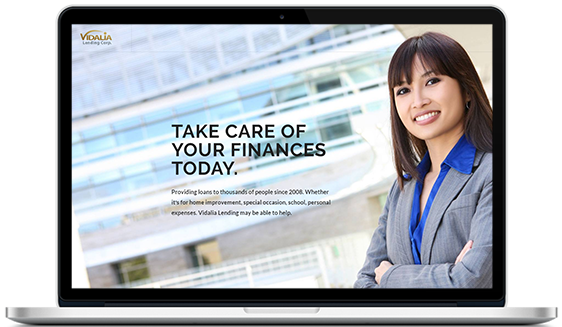 VIDALIA
Lending Corp.
TAKE CARE OF
YOUR FINANCES
TODAY.
Providing loans to thousands of people since 2008. Whether
it's for home improvement, special occasion, school, personal
expenses. Vidalia Lending may be able to help.